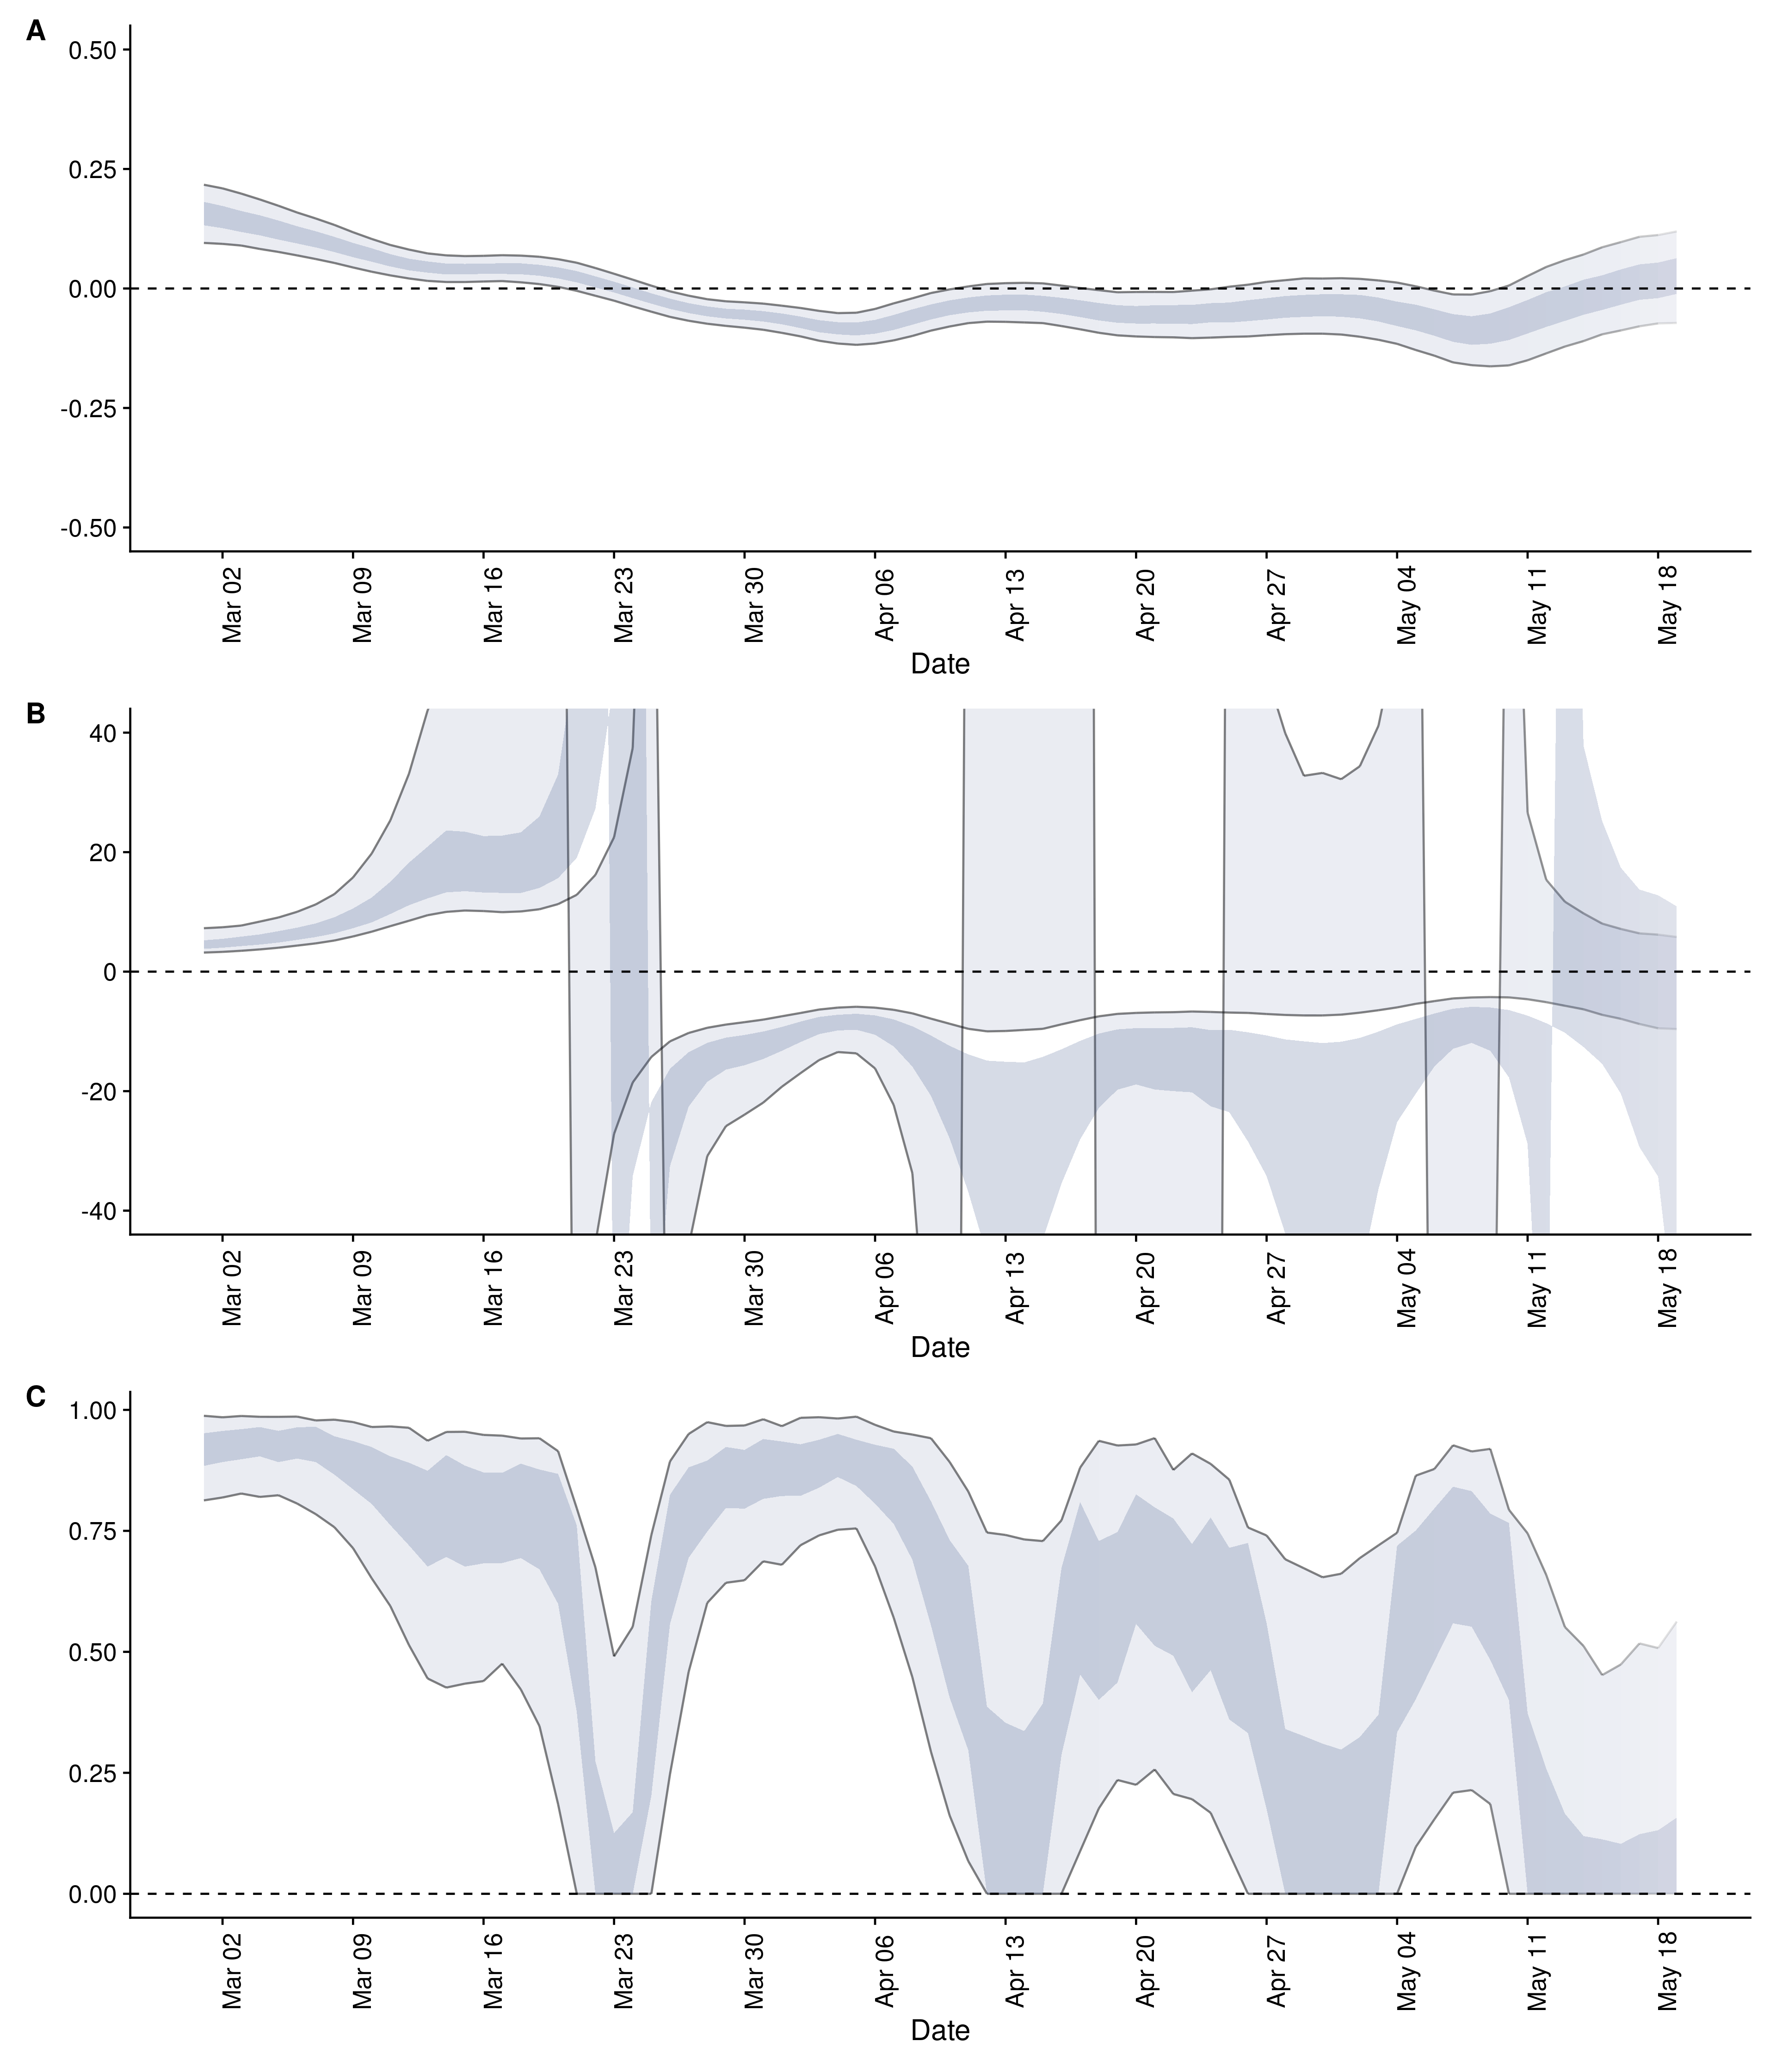 A
0.50
0.25
0.00
-0.25
-0.50
Mar 02
Mar 09
Mar 16
Mar 23
Mar 30
Apr 06
Apr 13
Apr 20
Apr 27
May 04
May 11
May 18
Date
B
40
20
0
-20
-40
Mar 02
Mar 09
Mar 16
Mar 23
Mar 30
Apr 06
Apr 13
Apr 20
Apr 27
May 04
May 11
May 18
Date
C
1.00
0.75
0.50
0.25
0.00
Mar 02
Mar 09
Mar 16
Mar 23
Mar 30
Apr 06
Apr 13
Apr 20
Apr 27
May 04
May 11
May 18
Date